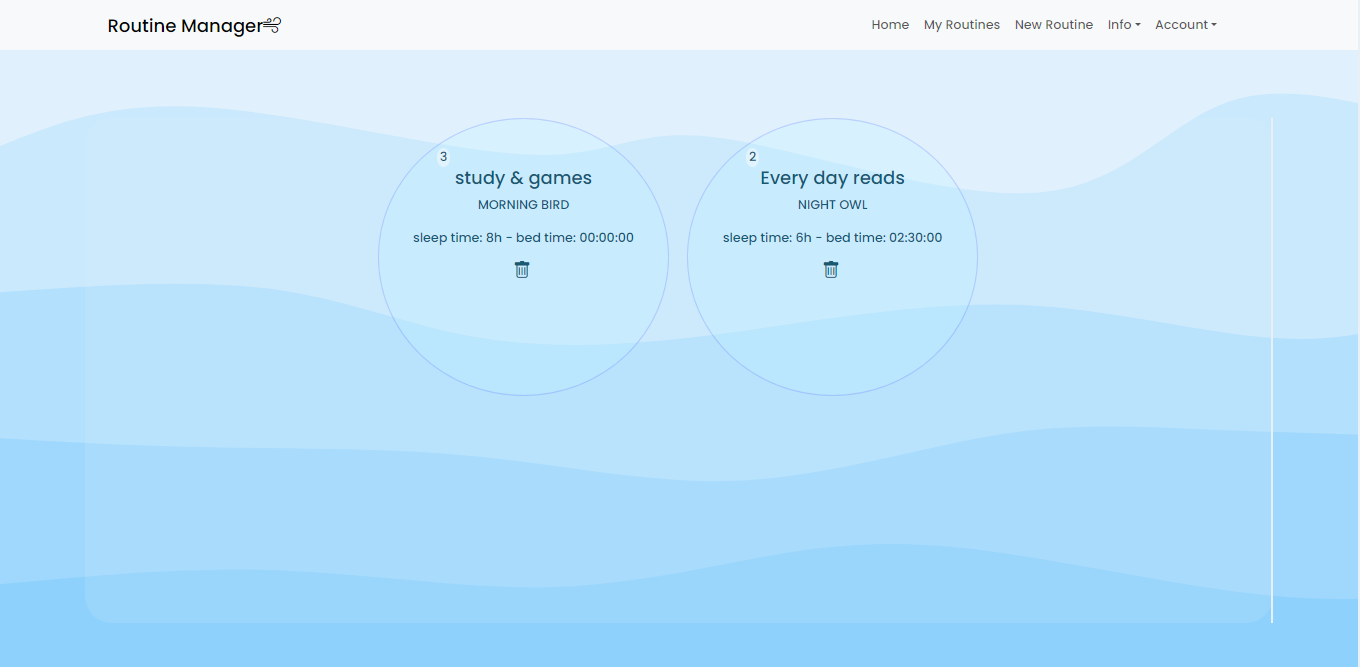 Routine Manager
Home My Routines New Routine Info Account
3
study & games
MORNING BIRD
sleep time: 8h - bed time: 00:00:00
2
Every day reads
NIGHT OWL
sleep time: 6h - bed time: 02:30:00